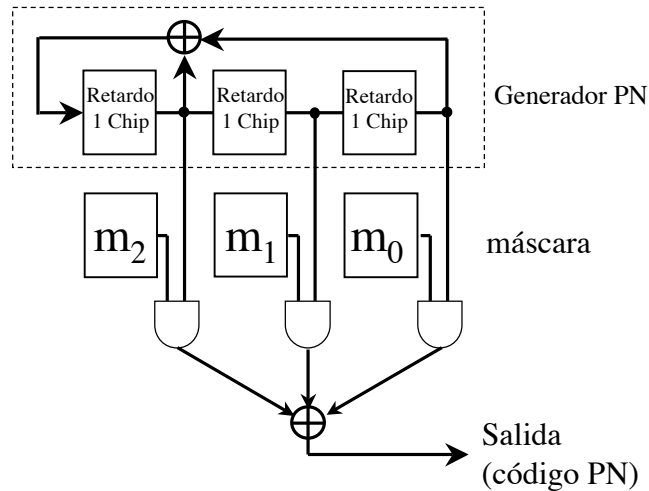 Retardo
1 Chip
Retardo
1 Chip
Retardo
1 Chip
Generador PN
m2
m1
m0
máscara
Salida
(código PN)